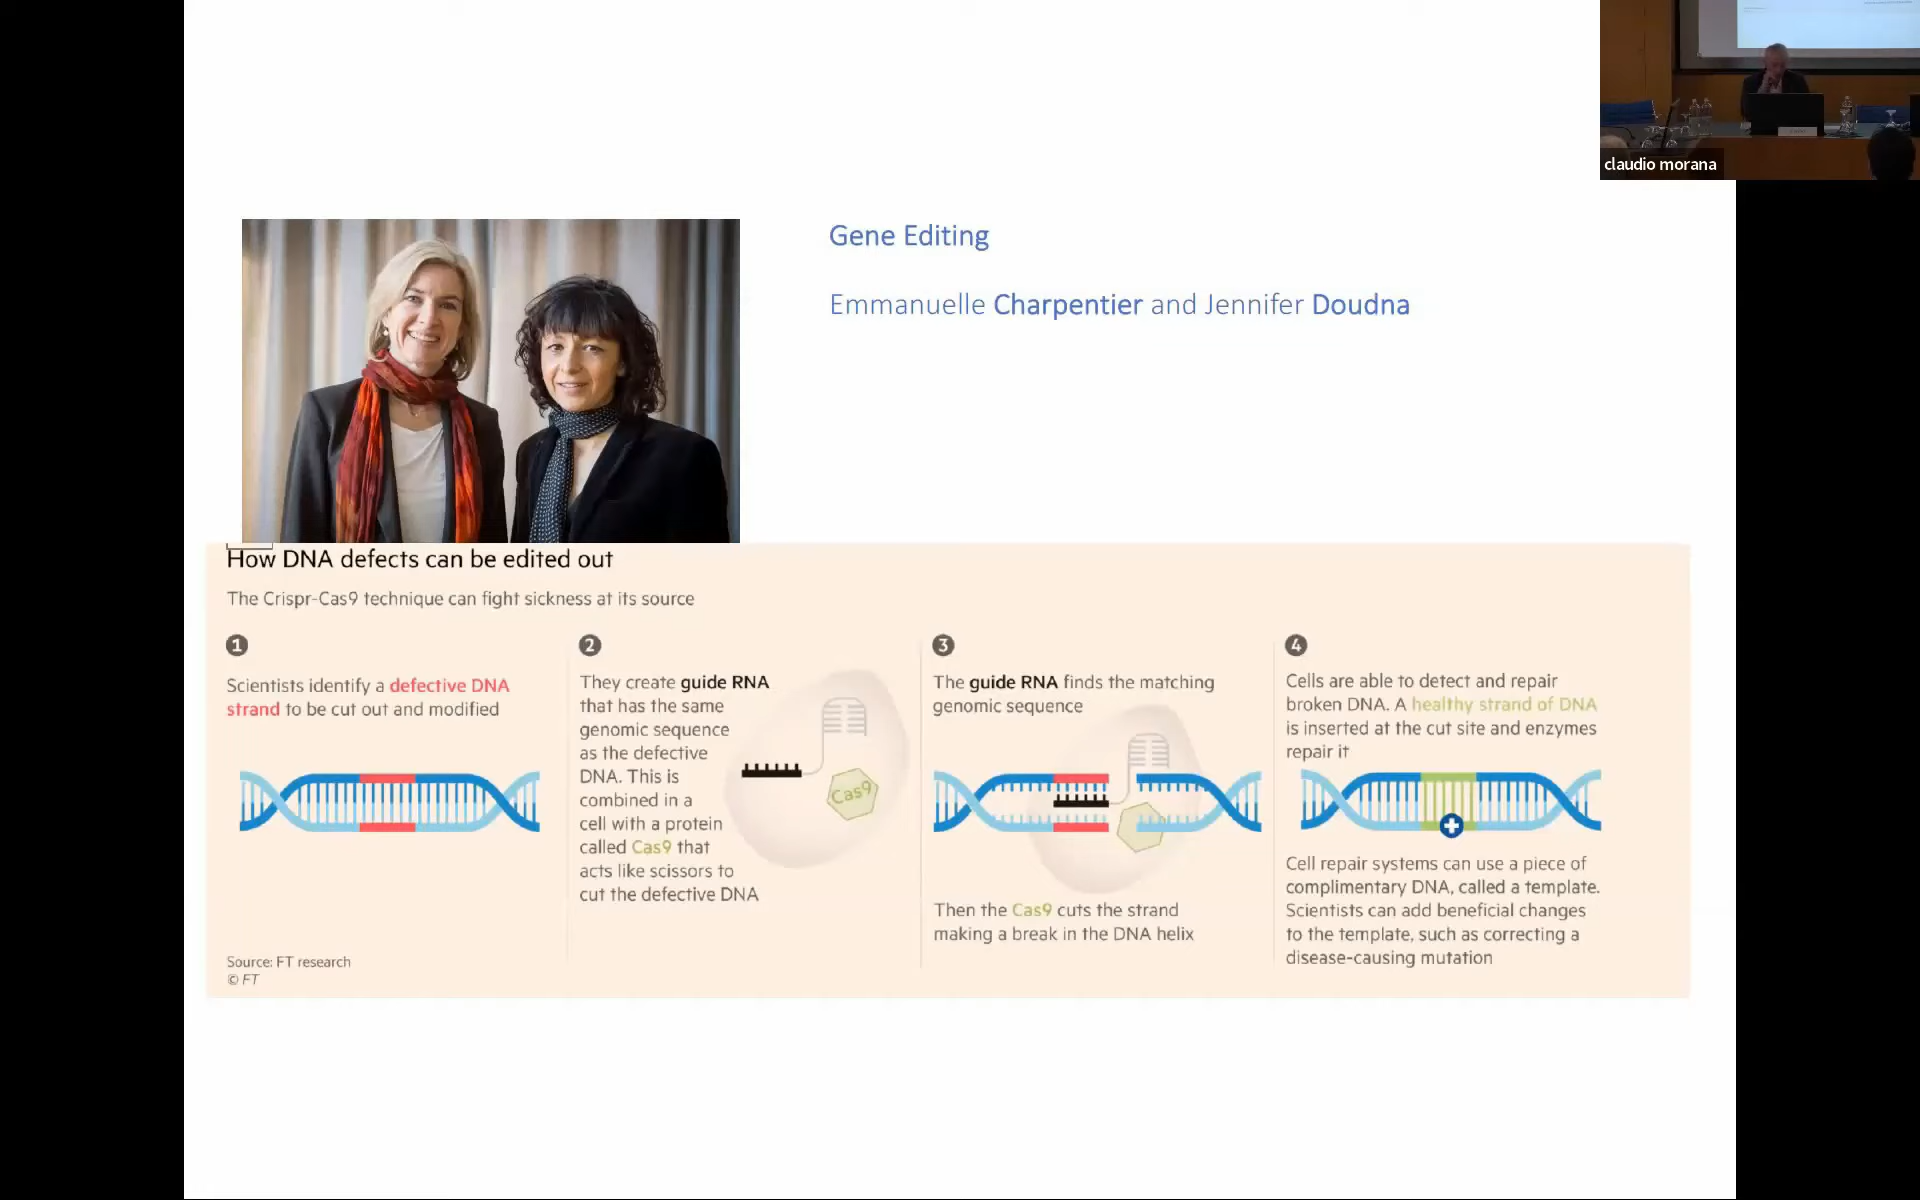 claudio morana
Gene Editing
Emmanuelle Charpentier and Jennifer Doudna
How DNA defects can be edited out
The Crispr-Cas9 technique can fight sickness at its source
1
Scientists identify a defective DNA
strand to be cut out and modified
2
They create guide RNA
that has the same
genomic sequence
as the defective
DNA. This is
combined in a
cell with a protein
called Cas9 that
acts like scissors to
cut the defective DNA
Cas9
3
The guide RNA finds the matching
genomic sequence
Then the Cas9 cuts the strand
making a break in the DNA helix
4
Cells are able to detect and repair
broken DNA. A healthy strand of DNA
is inserted at the cut site and enzymes
repair it
Cell repair systems can use a piece of
complimentary DNA, called a template.
Scientists can add beneficial changes
to the template, such as correcting a
disease-causing mutation
Source: FT research
© FT